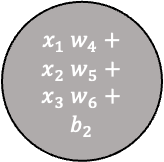 x₁ w₄ +
x₂ w₅ +
x₃ w₆ +
b₂